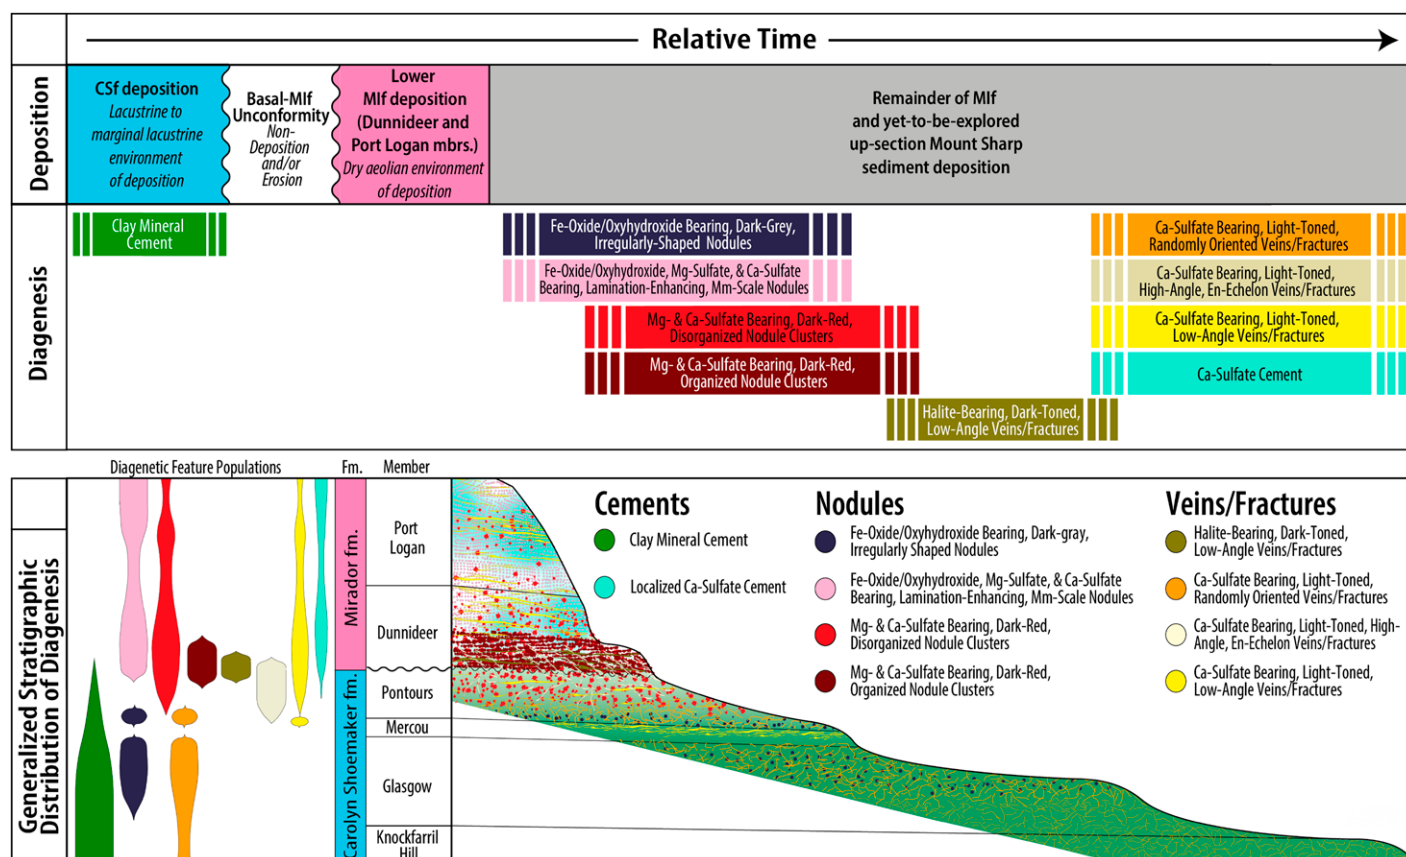 Relative Time
Deposition
CSf deposition
Lacustrine to
marginal lacustrine
environment
of deposition
Basal-MIf
Unconformity
Non-
Deposition
and/or
Erosion
Lower
MIf deposition
(Dunnideer and
Port Logan mbrs.)
Dry aeolian environment
of deposition
Remainder of MIf
and yet-to-be-explored
up-section Mount Sharp
sediment deposition
Diagenesis
Clay Mineral
Cement
Fe-Oxide/Oxyhydroxide Bearing, Dark-Grey,
Irregularly-Shaped Nodules
Fe-Oxide/Oxyhydroxide, Mg-Sulfate, & Ca-Sulfate
Bearing, Lamination-Enhancing, Mm-Scale Nodules
Mg- & Ca-Sulfate Bearing, Dark-Red,
Disorganized Nodule Clusters
Mg- & Ca-Sulfate Bearing, Dark-Red,
Organized Nodule Clusters
Halite-Bearing, Dark-Toned,
Low-Angle Veins/Fractures
Ca-Sulfate Bearing, Light-Toned,
Randomly Oriented Veins/Fractures
Ca-Sulfate Bearing, Light-Toned,
High-Angle, En-Echelon Veins/Fractures
Ca-Sulfate Bearing, Light-Toned,
Low-Angle Veins/Fractures
Ca-Sulfate Cement
Diagenetic Feature Populations
Fm.
Member
Generalized Stratigraphic
Distribution of Diagenesis
Mirador fm.
Carolyn Shoemaker fm.
Port
Logan
Dunnideer
Pontours
Mercou
Glasgow
Knockfarril
Hill
Cements
Clay Mineral Cement
Localized Ca-Sulfate Cement
Nodules
Fe-Oxide/Oxyhydroxide Bearing, Dark-gray,
Irregularly Shaped Nodules
Fe-Oxide/Oxyhydroxide, Mg-Sulfate, & Ca-Sulfate
Bearing, Lamination-Enhancing, Mm-Scale Nodules
Mg- & Ca-Sulfate Bearing, Dark-Red,
Disorganized Nodule Clusters
Mg- & Ca-Sulfate Bearing, Dark-Red,
Organized Nodule Clusters
Veins/Fractures
Halite-Bearing, Dark-Toned,
Low-Angle Veins/Fractures
Ca-Sulfate Bearing, Light-Toned,
Randomly Oriented Veins/Fractures
Ca-Sulfate Bearing, Light-Toned, High-
Angle, En-Echelon Veins/Fractures
Ca-Sulfate Bearing, Light-Toned,
Low-Angle Veins/Fractures